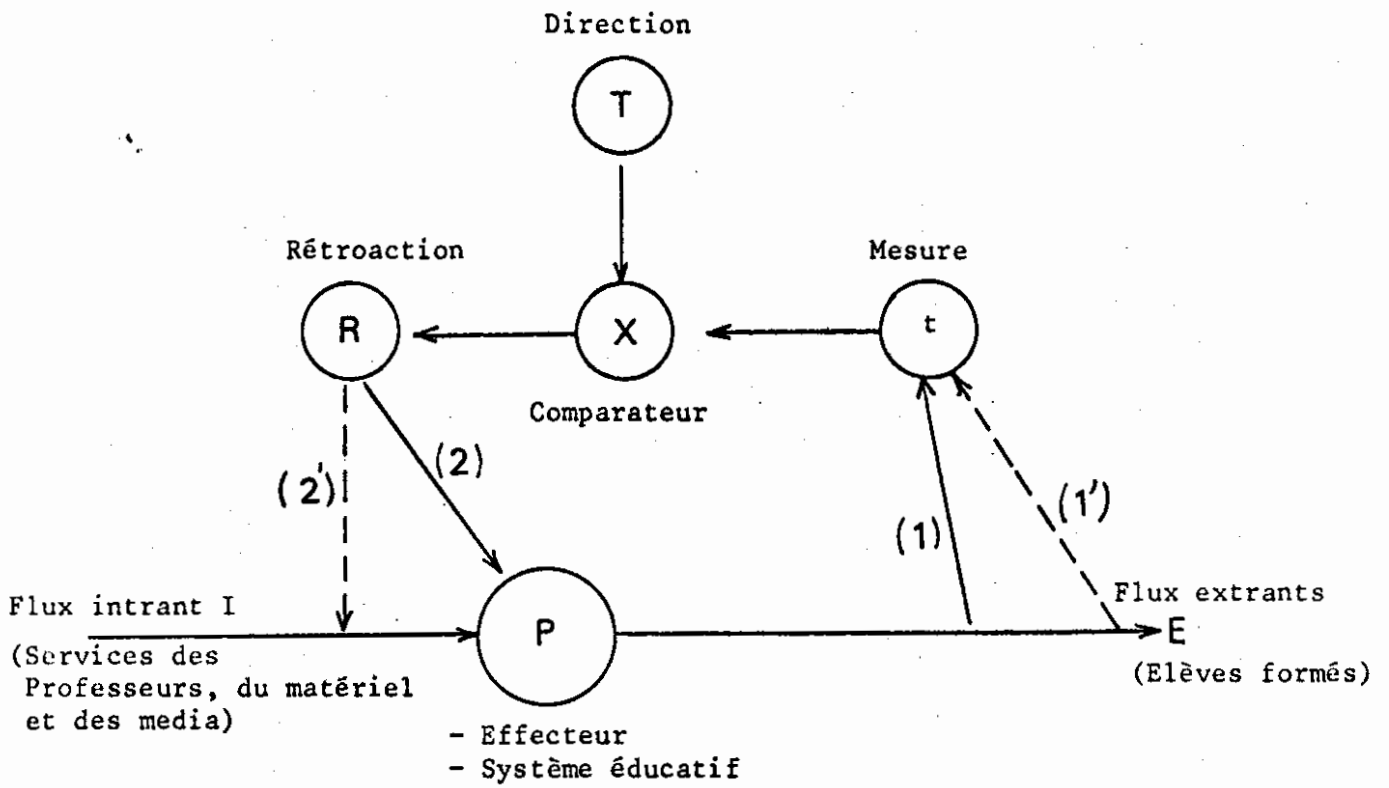 Direction
T
Rétroaction
Mesure
R
X
t
Comparateur
(2')
(2)
(1)
(1')
Flux intrant I
(Services des
Professeurs, du matériel
et des media)
P
Flux extrants
E
(Elèves formés)
- Effecteur
- Système éducatif